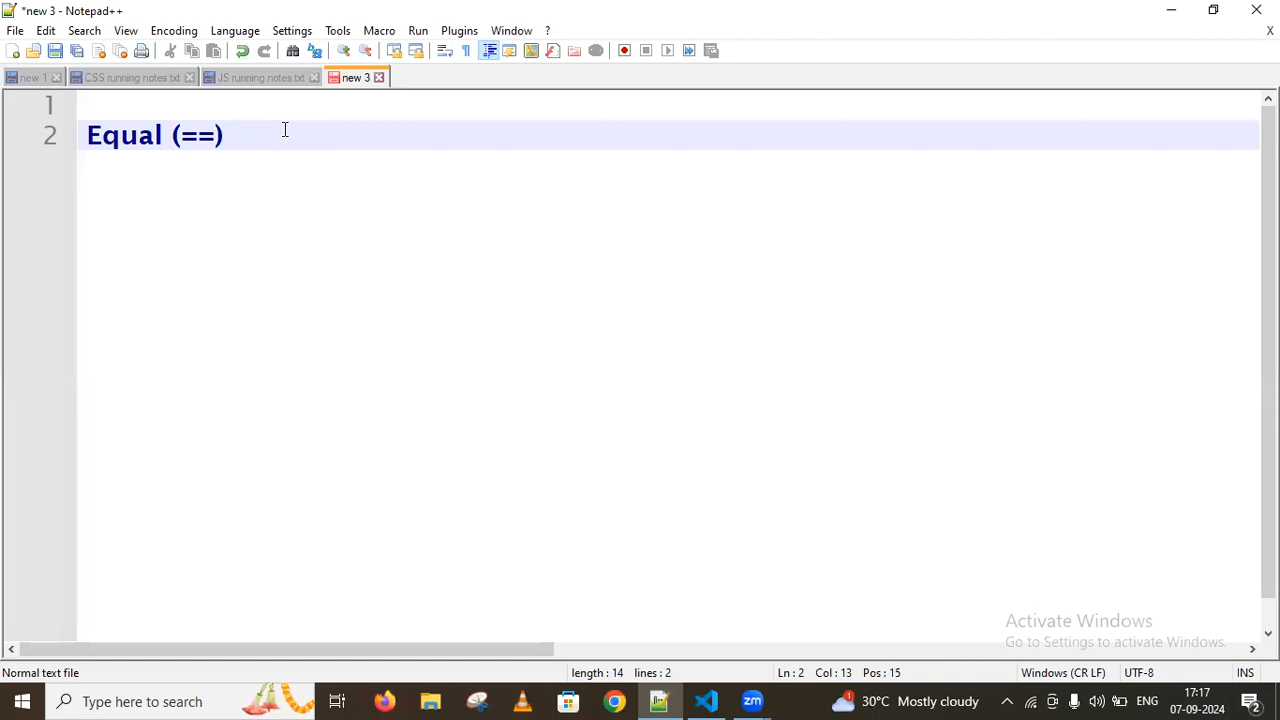 *new 3 - Notepad++
File Edit Search View Encoding Language Settings Tools Macro Run Plugins Window ? X
new 1 CSS running notes.txt JS running notes.txt new 3
1
2 Equal (==)
Activate Windows
Go to Settings to activate Windows.
Normal text file length : 14 lines : 2 Ln : 2 Col : 13 Pos : 15 Windows (CR LF) UTF-8 INS
Type here to search 1 30°C Mostly cloudy ENG 17:17
07-09-2024 2